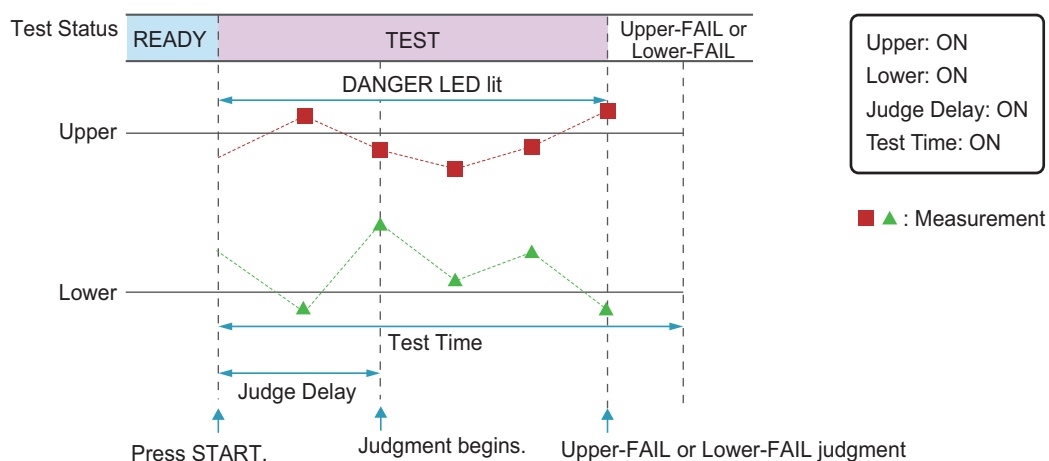 Test Status
READY
TEST
Upper-FAIL or
Lower-FAIL
DANGER LED lit
Upper
Lower
Test Time
Judge Delay
Press START.
Judgment begins.
Upper-FAIL or Lower-FAIL judgment
Upper: ON
Lower: ON
Judge Delay: ON
Test Time: ON
: Measurement